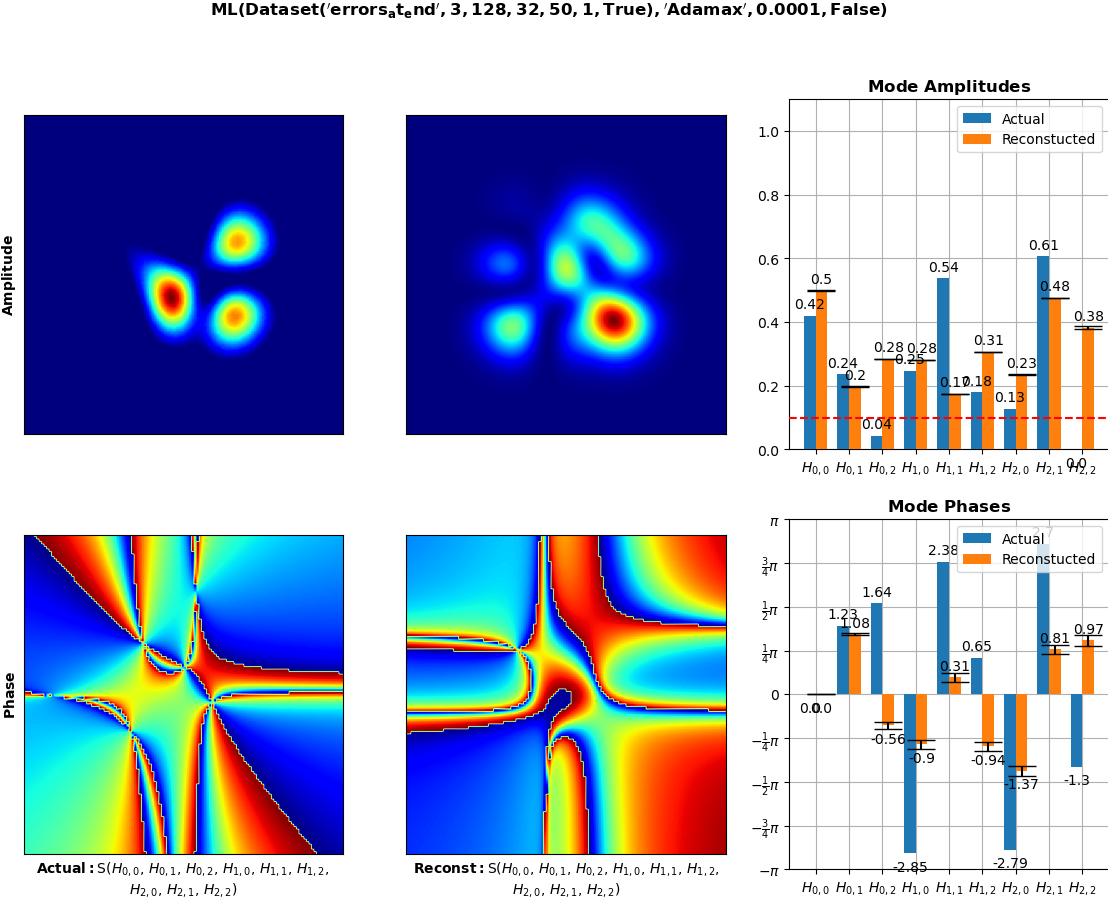 ML(Dataset('errors_at_end', 3, 128, 32, 50, 1, True), 'Adamax', 0.0001, False)
Amplitude
Mode Amplitudes
Actual
Reconstucted
1.0
0.8
0.6
0.4
0.2
0.0
0.42 0.24 0.04 0.25 0.54 0.18 0.13 0.61 0.0
0.5 0.2 0.28 0.28 0.17 0.31 0.23 0.48 0.38
H0,0 H0,1 H0,2 H1,0 H1,1 H1,2 H2,0 H2,1 H2,2
Phase
Mode Phases
Actual
Reconstucted
π
3/4π
1/2π
1/4π
0
−1/4π
−1/2π
−3/4π
−π
0.0 1.23 1.64 -2.85 2.38 0.65 -2.79 2.7 -1.3
0.0 1.08 -0.56 -0.9 0.31 -0.94 -1.37 0.81 0.97
H0,0 H0,1 H0,2 H1,0 H1,1 H1,2 H2,0 H2,1 H2,2
Actual: S(H0,0, H0,1, H0,2, H1,0, H1,1, H1,2,
H2,0, H2,1, H2,2)
Reconst: S(H0,0, H0,1, H0,2, H1,0, H1,1, H1,2,
H2,0, H2,1, H2,2)